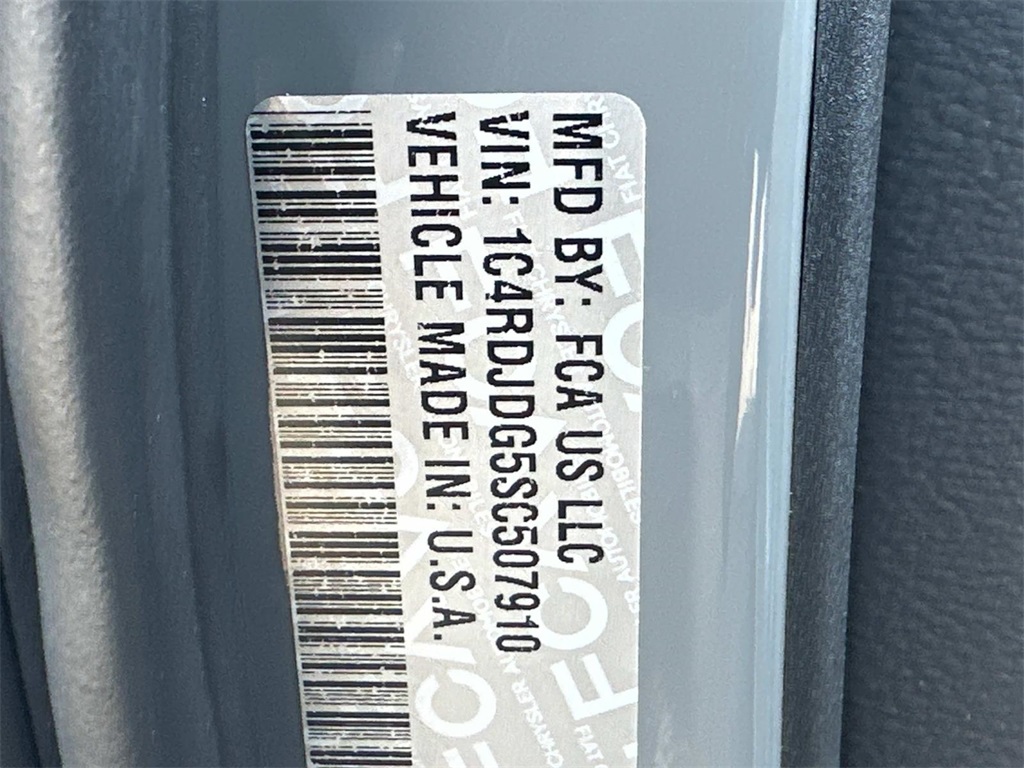 MFD BY: FCA US LLC
VIN: 1C4RDJDG5SC507910
VEHICLE MADE IN: U.S.A.